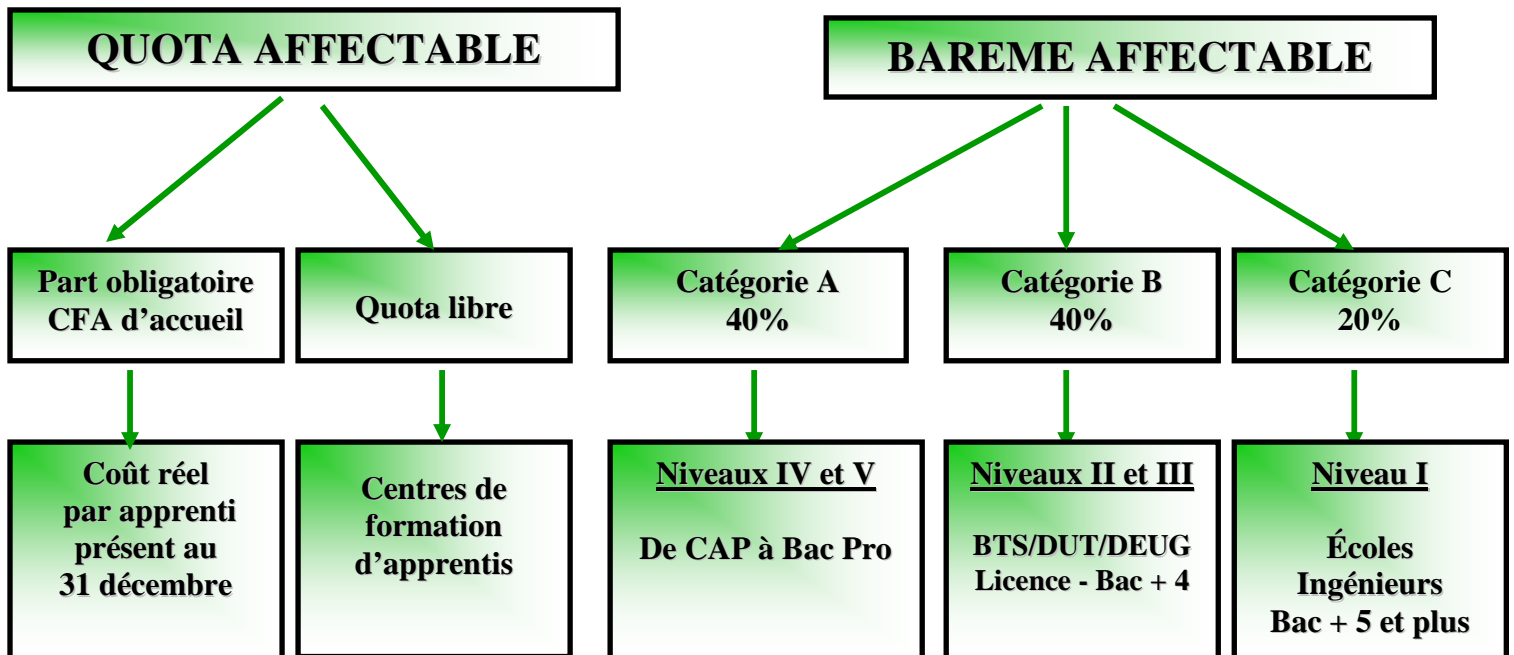 QUOTA AFFECTABLE
BAREME AFFECTABLE
Part obligatoire
CFA d’accueil
Quota libre
Catégorie A
40%
Catégorie B
40%
Catégorie C
20%
Coût réel
par apprenti
présent au
31 décembre
Centres de
formation
d’apprentis
Niveaux IV et V
De CAP à Bac Pro
Niveaux II et III
BTS/DUT/DEUG
Licence - Bac + 4
Niveau I
Écoles
Ingénieurs
Bac + 5 et plus